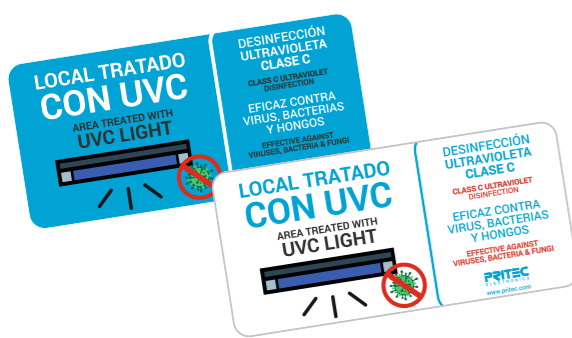 LOCAL TRATADO
CON UVC
AREA TREATED WITH
UVC LIGHT
DESINFECCIÓN
ULTRAVIOLETA
CLASE C
CLASS C ULTRAVIOLET
DISINFECTION
EFICAZ CONTRA
VIRUS, BACTERIAS
Y HONGOS
EFFECTIVE AGAINST
VIRUSES, BACTERIA & FUNGI
LOCAL TRATADO
CON UVC
AREA TREATED WITH
UVC LIGHT
DESINFECCIÓN
ULTRAVIOLETA
CLASE C
CLASS C ULTRAVIOLET
DISINFECTION
EFICAZ CONTRA
VIRUS, BACTERIAS
Y HONGOS
EFFECTIVE AGAINST
VIRUSES, BACTERIA & FUNGI
PRITEC
ELECTRONICS
www.pritec.com